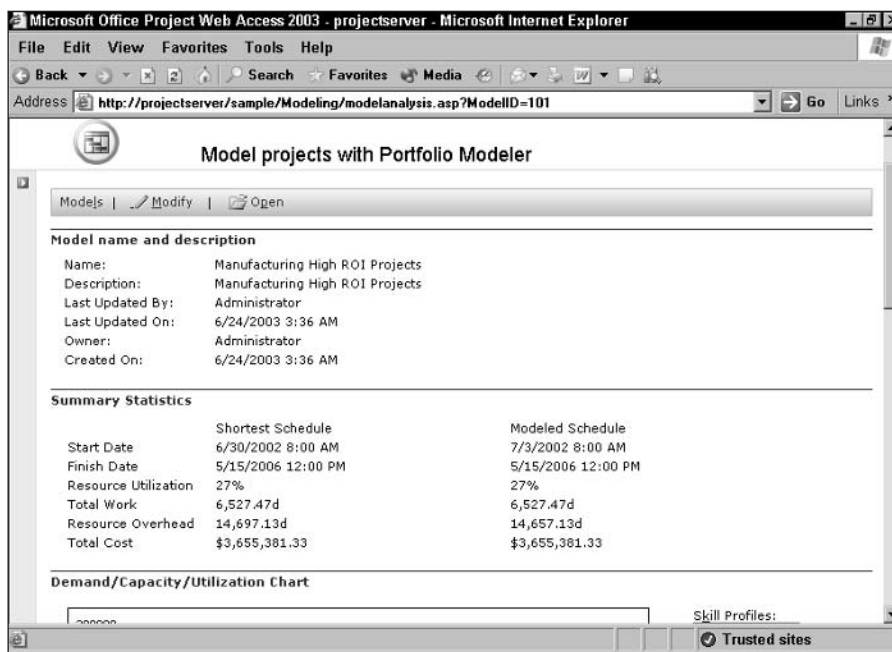 Microsoft Office Project Web Access 2003 - projectserver - Microsoft Internet Explorer
File Edit View Favorites Tools Help
Back Search Favorites Media
Address http://projectserver/sample/Modeling/modelanalysis.asp?ModelID=101 Go Links
Model projects with Portfolio Modeler
Models | Modify | Open
Model name and description
Name: Manufacturing High ROI Projects
Description: Manufacturing High ROI Projects
Last Updated By: Administrator
Last Updated On: 6/24/2003 3:36 AM
Owner: Administrator
Created On: 6/24/2003 3:36 AM
Summary Statistics
Shortest Schedule Modeled Schedule
Start Date 6/30/2002 8:00 AM 7/3/2002 8:00 AM
Finish Date 5/15/2006 12:00 PM 5/15/2006 12:00 PM
Resource Utilization 27% 27%
Total Work 6,527.47d 6,527.47d
Resource Overhead 14,697.13d 14,657.13d
Total Cost $3,655,381.33 $3,655,381.33
Demand/Capacity/Utilization Chart
Skill Profiles:
Trusted sites